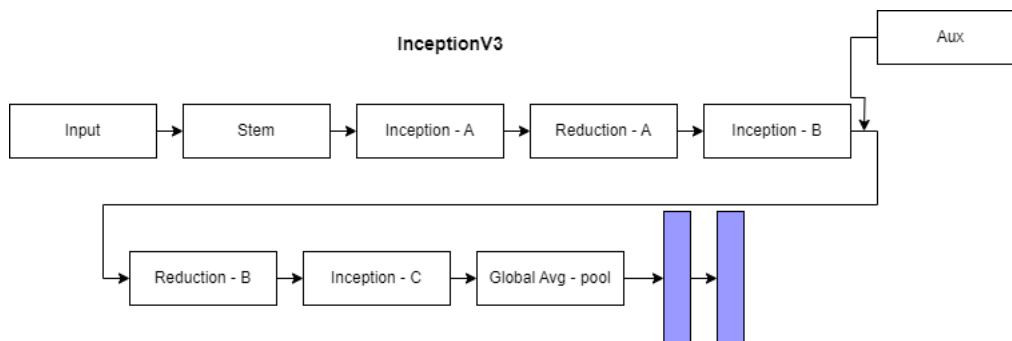 InceptionV3
Aux
Input
Stem
Inception - A
Reduction - A
Inception - B
Reduction - B
Inception - C
Global Avg - pool